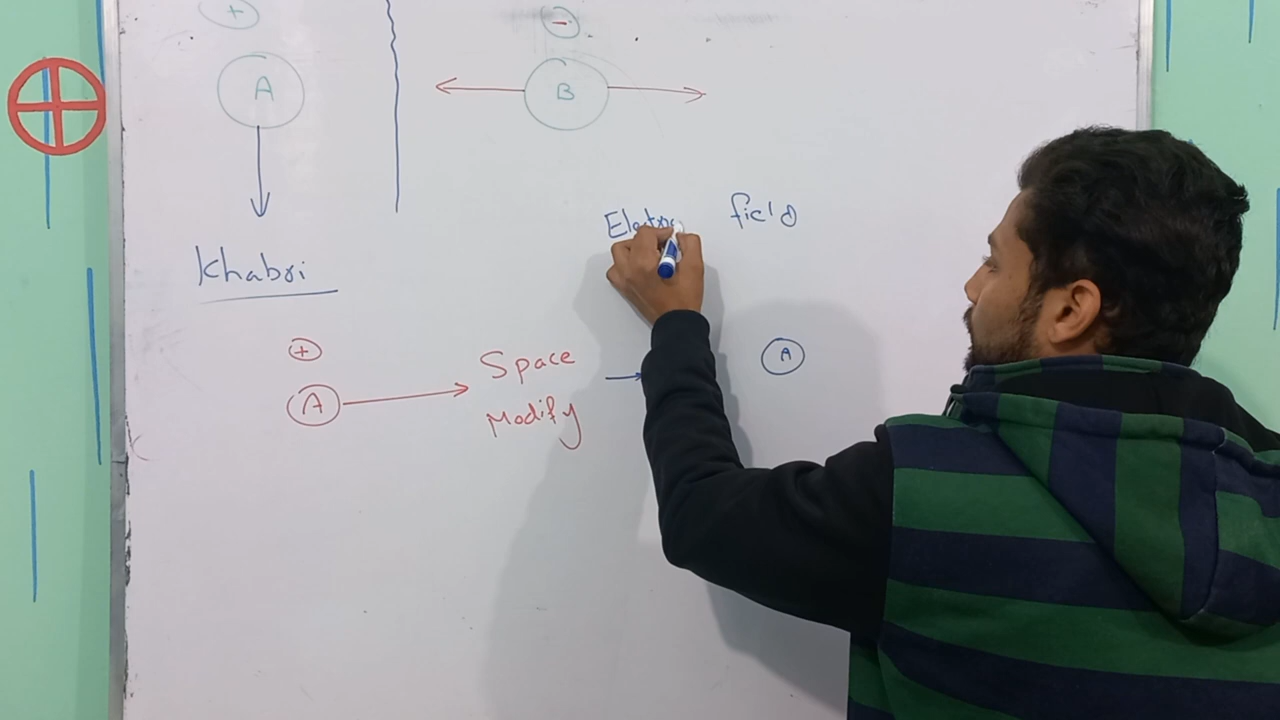 + -
A B
Electric field
Khabri
+
A Space A
Modify